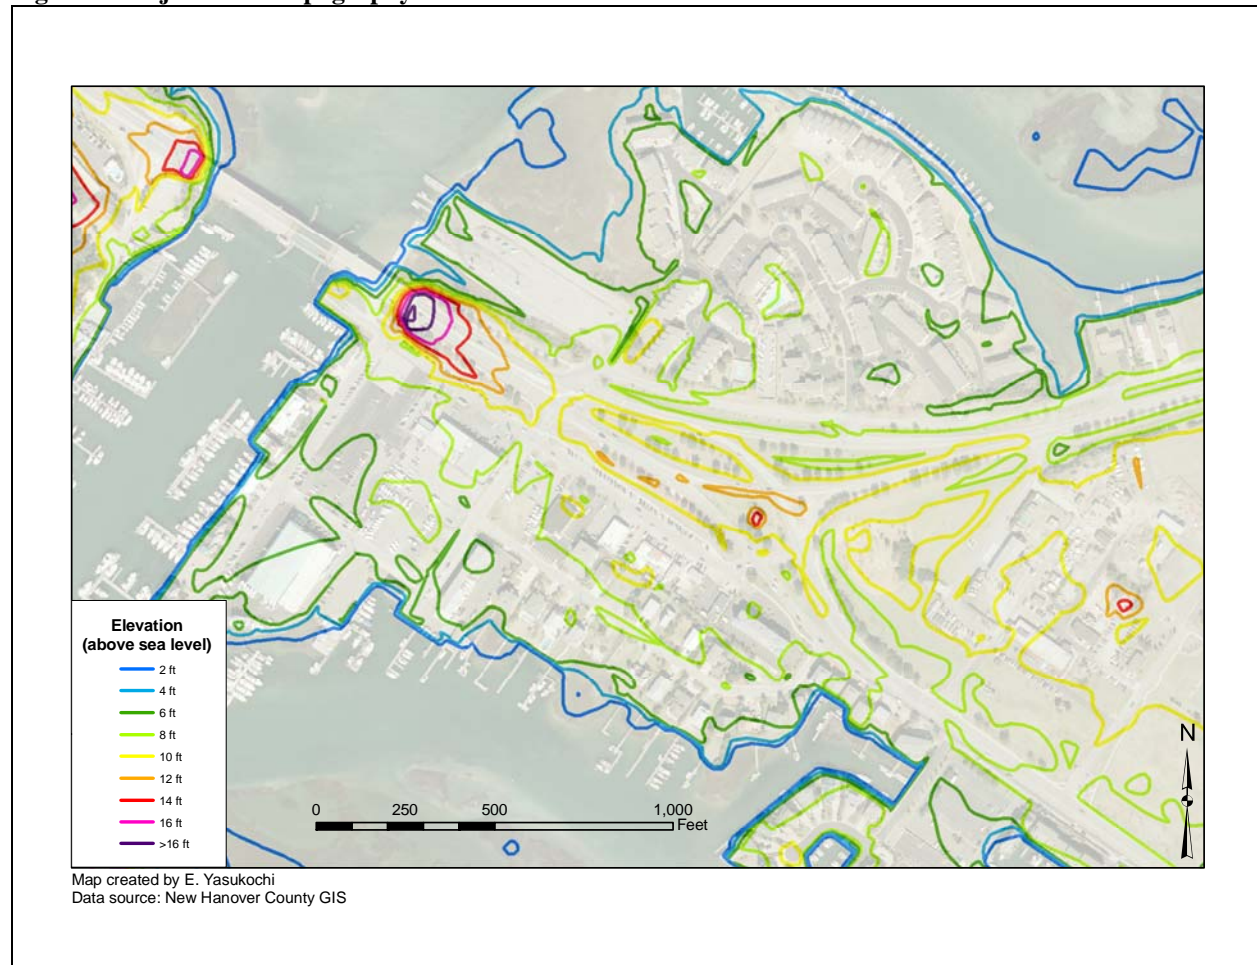 Elevation
(above sea level)
2 ft
4 ft
6 ft
8 ft
10 ft
12 ft
14 ft
16 ft
>16 ft
0 250 500 1,000
Feet
N
Map created by E. Yasukochi
Data source: New Hanover County GIS